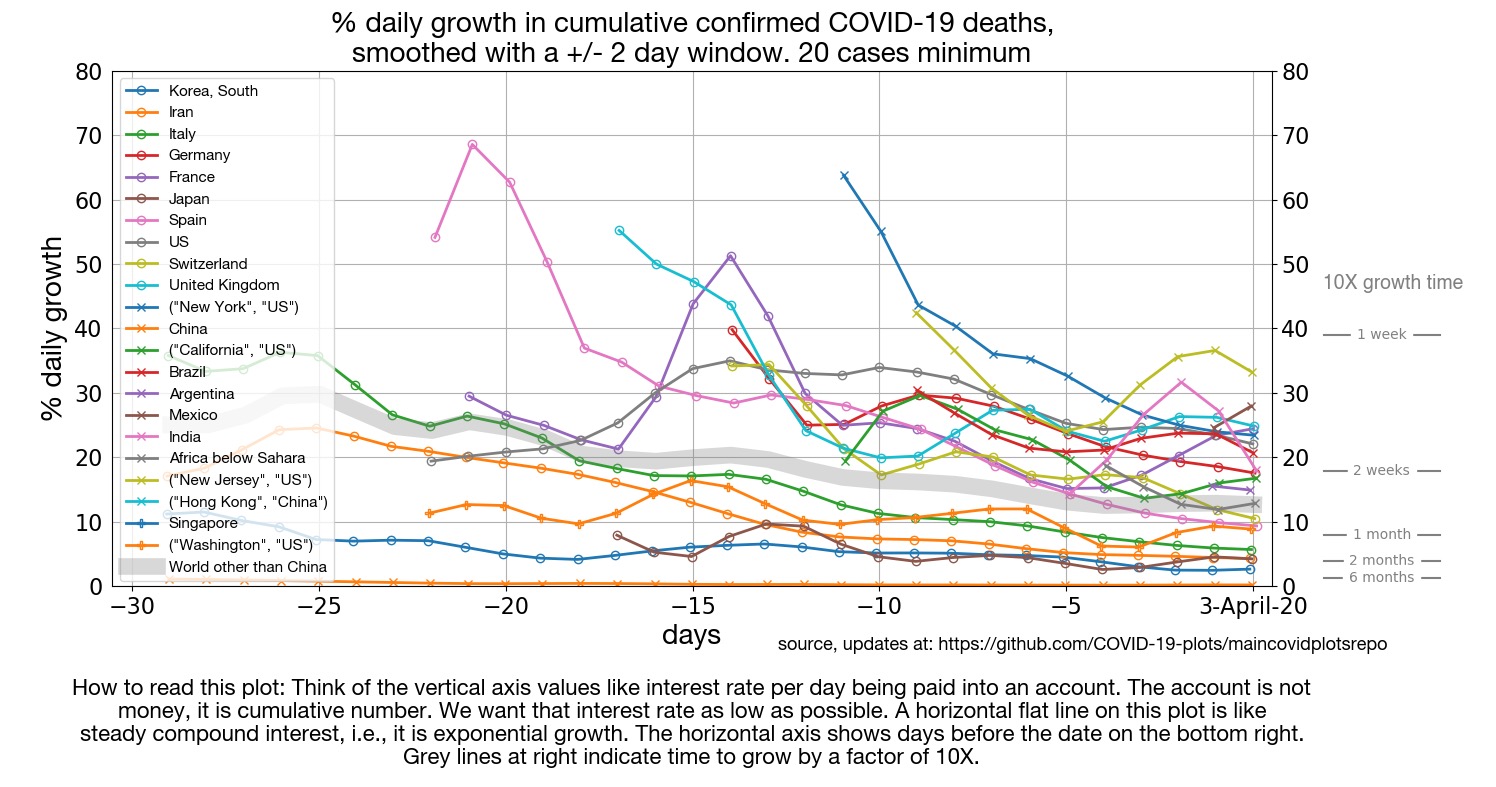 % daily growth in cumulative confirmed COVID-19 deaths,
smoothed with a +/- 2 day window. 20 cases minimum
80
70
60
50
40
30
20
10
0
% daily growth
Korea, South
Iran
Italy
Germany
France
Japan
Spain
US
Switzerland
United Kingdom
("New York", "US")
China
("California", "US")
Brazil
Argentina
Mexico
India
Africa below Sahara
("New Jersey", "US")
("Hong Kong", "China")
Singapore
("Washington", "US")
World other than China
80
70
60
50
40
30
20
10
0
10X growth time
1 week
2 weeks
1 month
2 months
6 months
−30 −25 −20 −15 −10 −5 3-April-20
days
source, updates at: https://github.com/COVID-19-plots/maincovidplotsrepo
How to read this plot: Think of the vertical axis values like interest rate per day being paid into an account. The account is not
money, it is cumulative number. We want that interest rate as low as possible. A horizontal flat line on this plot is like
steady compound interest, i.e., it is exponential growth. The horizontal axis shows days before the date on the bottom right.
Grey lines at right indicate time to grow by a factor of 10X.